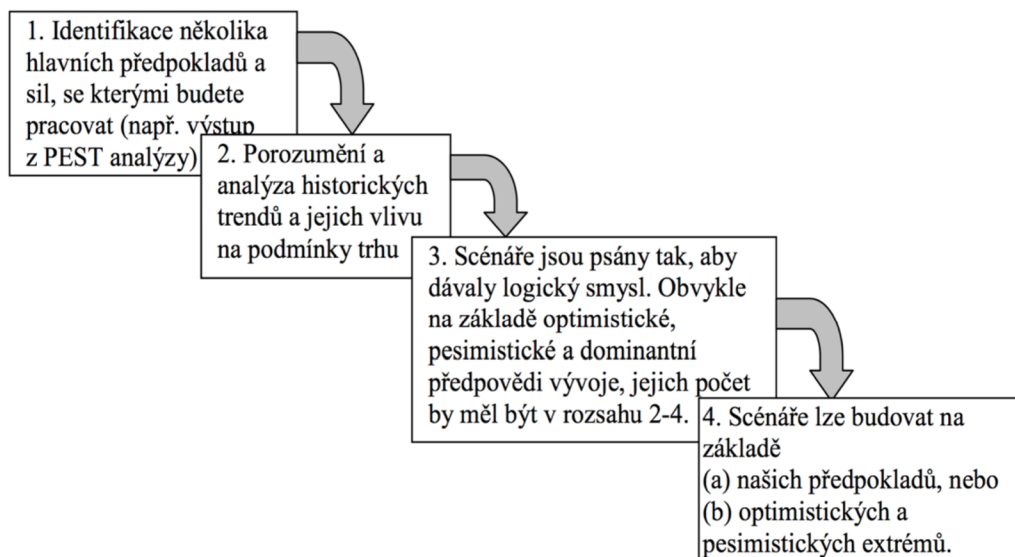 1. Identifikace několika
hlavních předpokladů a
sil, se kterými budete
pracovat (např. výstup
z PEST analýzy)
2. Porozumění a
analýza historických
trendů a jejich vlivu
na podmínky trhu
3. Scénáře jsou psány tak, aby
dávaly logický smysl. Obvykle
na základě optimistické,
pesimistické a dominantní
předpovědi vývoje, jejich počet
by měl být v rozsahu 2-4.
4. Scénáře lze budovat na
základě
(a) našich předpokladů, nebo
(b) optimistických a
pesimistických extrémů.